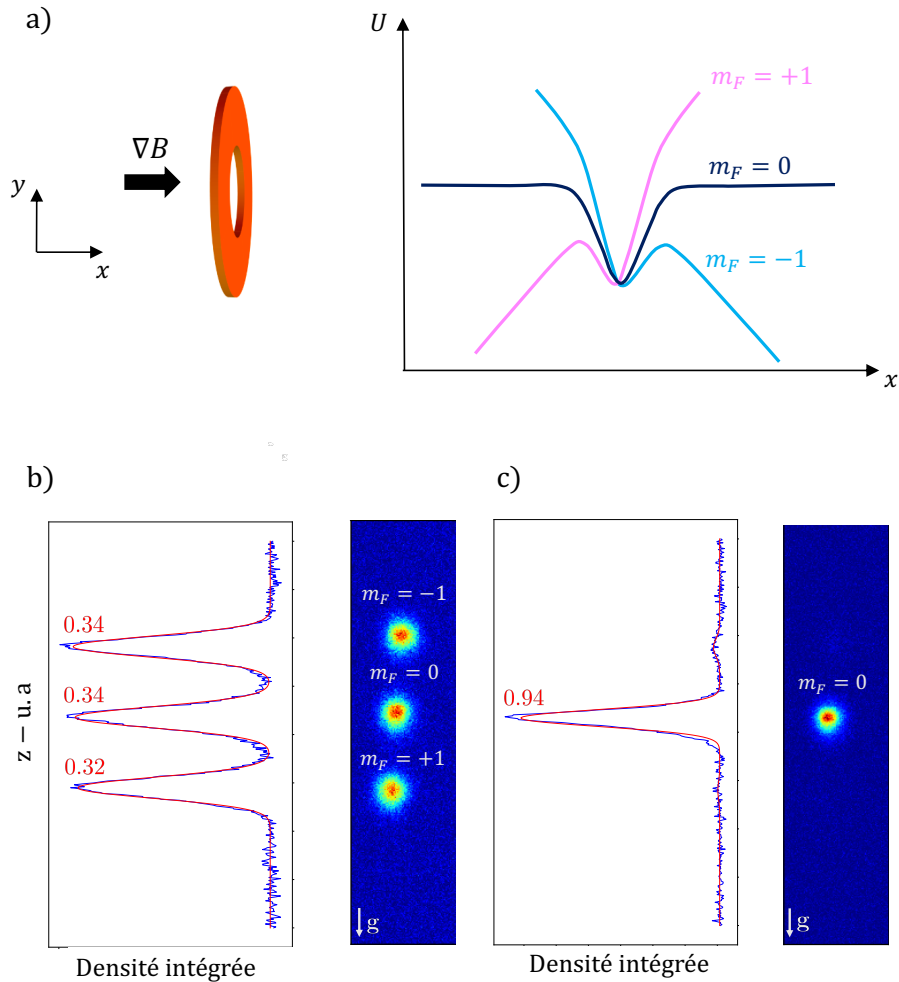 a)
∇B
y
x
U
m_F = +1
m_F = 0
m_F = −1
x
b)
c)
0.34
0.34
0.32
z − u.a
Densité intégrée
m_F = −1
m_F = 0
m_F = +1
g
0.94
Densité intégrée
m_F = 0
g